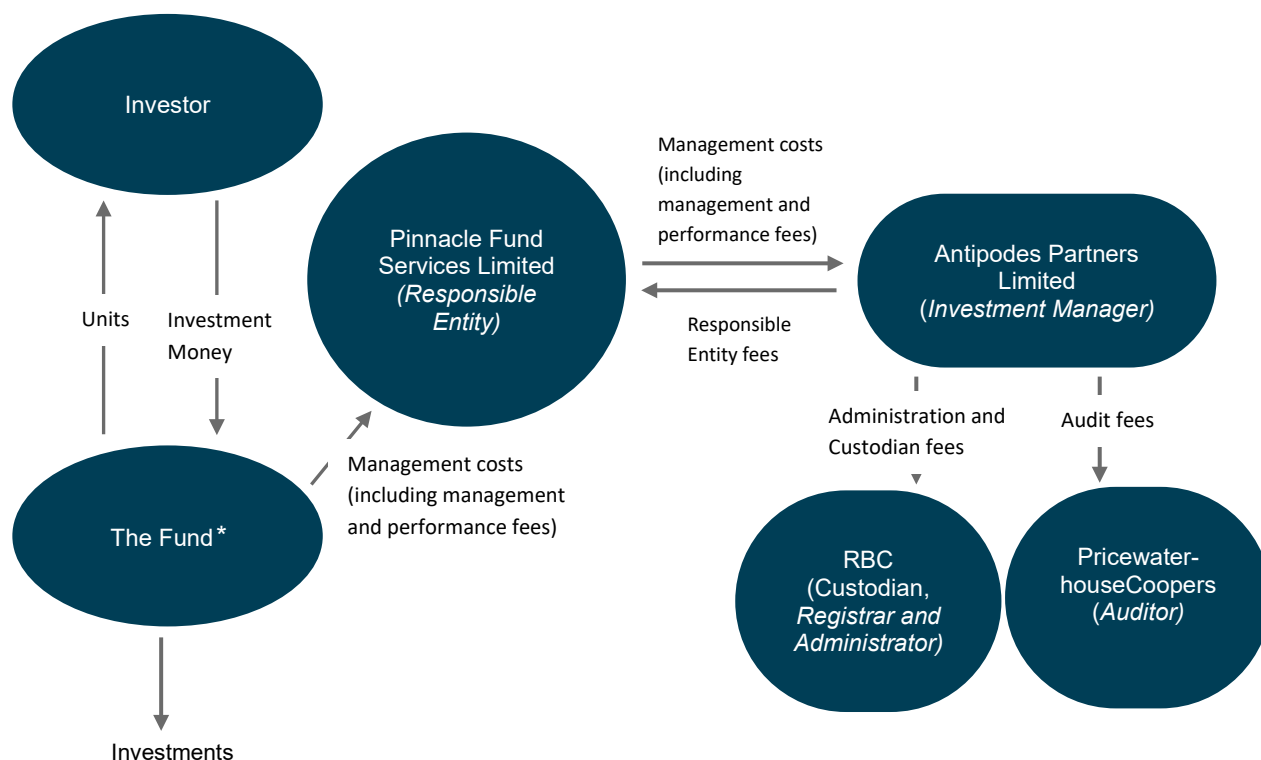 Investor
Units
Investment
Money
The Fund*
Investments
Pinnacle Fund
Services Limited
(Responsible
Entity)
Management costs
(including management
and performance fees)
Management costs
(including
management and
performance fees)
Responsible
Entity fees
Antipodes Partners
Limited
(Investment Manager)
Administration and
Custodian fees
Audit fees
RBC
(Custodian,
Registrar and
Administrator)
Pricewater-
houseCoopers
(Auditor)